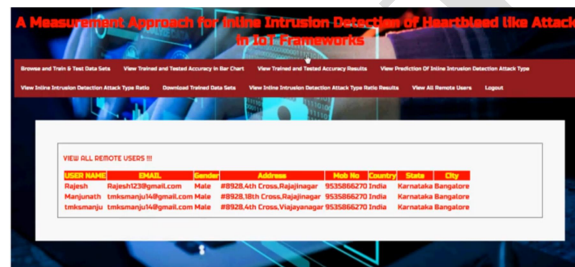 A Measurement Approach for Inline Intrusion Detection of Heartbleed like Attack
in IoT Frameworks
Browse and Train & Test Data Sets View Trained and Tested Accuracy in Bar Chart View Trained and Tested Accuracy Results View Prediction Of Inline Intrusion Detection Attack Type
View Inline Intrusion Detection Attack Type Ratio Download Trained Data Sets View Inline Intrusion Detection Attack Type Ratio Results View All Remote Users Logout
VIEW ALL REMOTE USERS !!!
USER NAME EMAIL Gender Address Mob No Country State City
Rajesh Rajesh123@gmail.com Male #8928,4th Cross,Rajajinagar 9535866270 India Karnataka Bangalore
Manjunath tmksmanju14@gmail.com Male #8928,18th Cross,Rajajinagar 9535866270 India Karnataka Bangalore
tmksmanju tmksmanju14@gmail.com Male #8928,4th Cross,Vijayanagar 9535866270 India Karnataka Bangalore